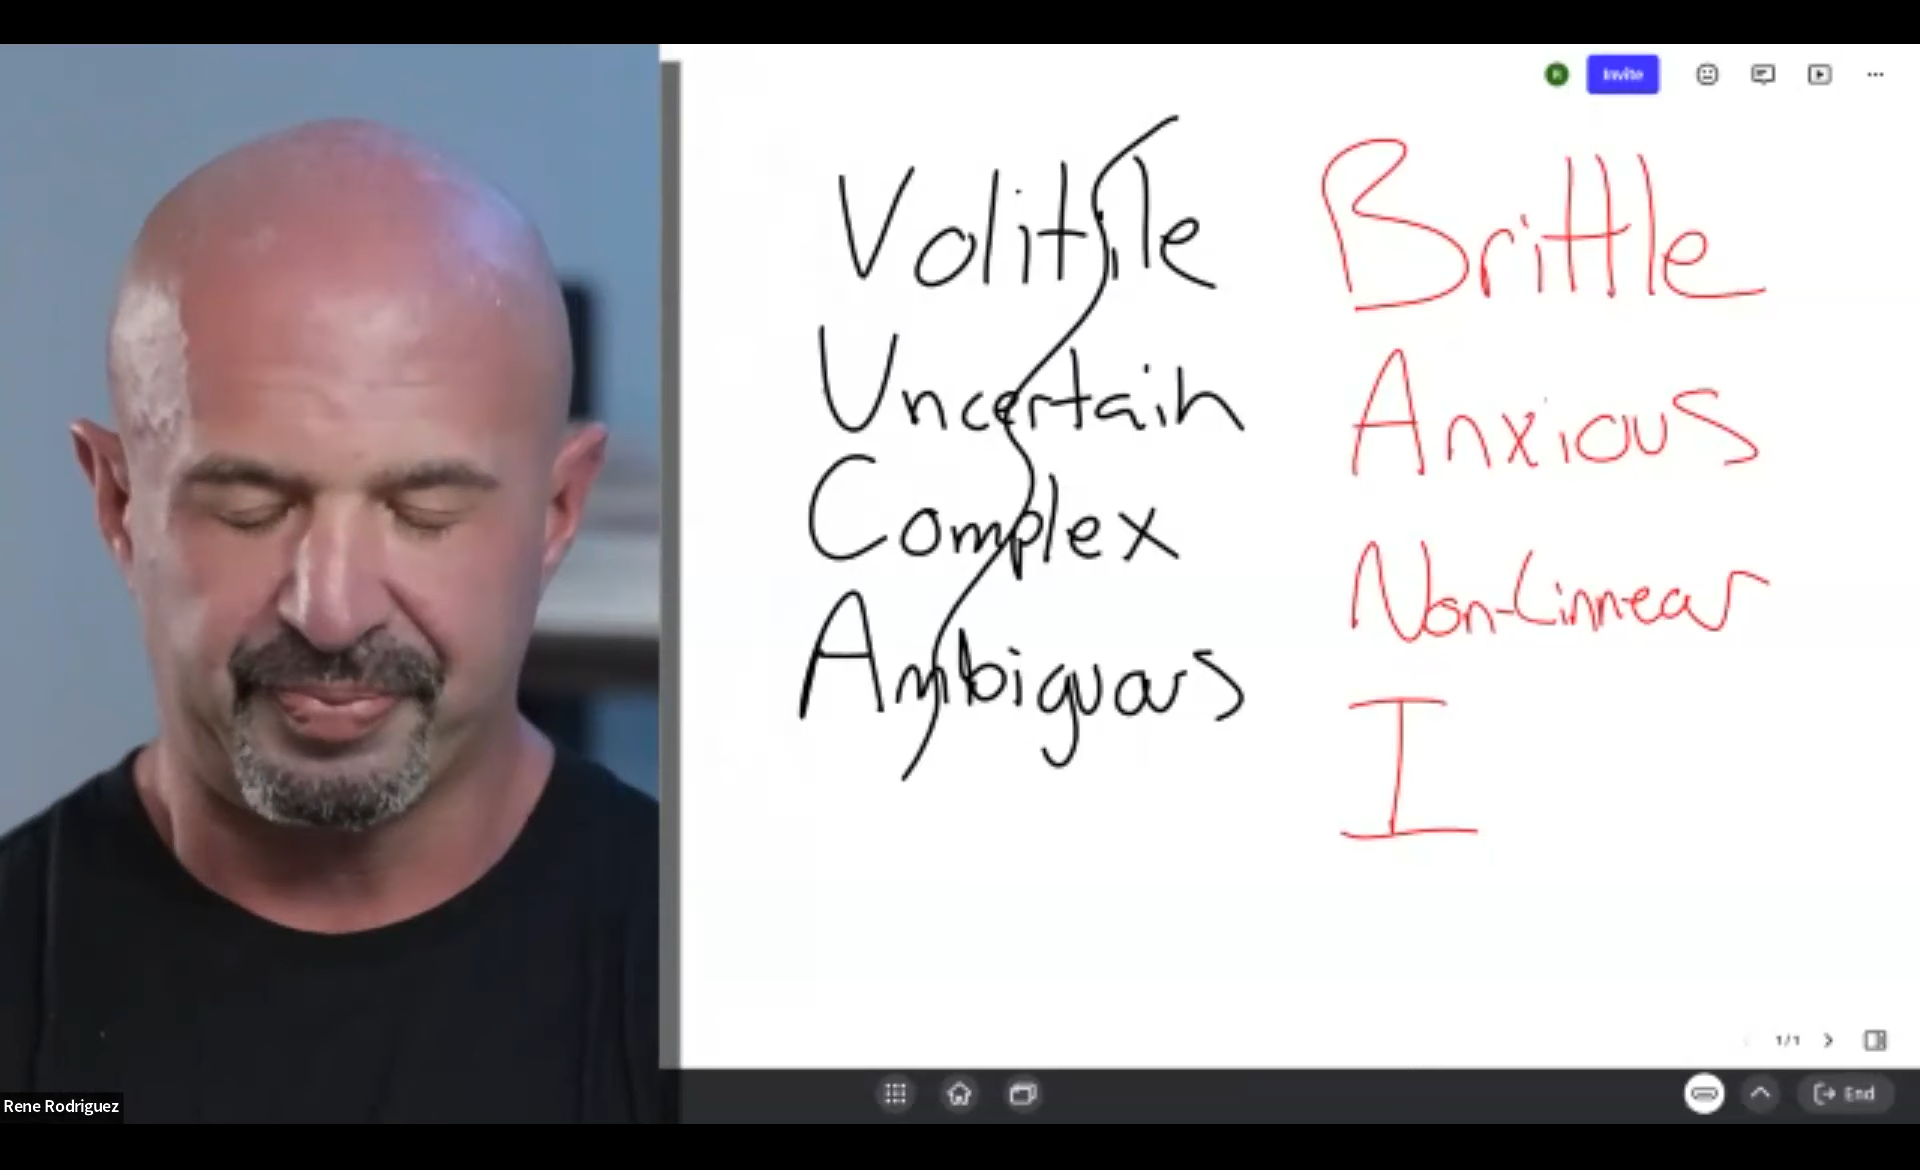 Invite
Volitile
Uncertain
Complex
Ambiguous
Brittle
Anxious
Non-Linnear
I
1/1
End
Rene Rodriguez